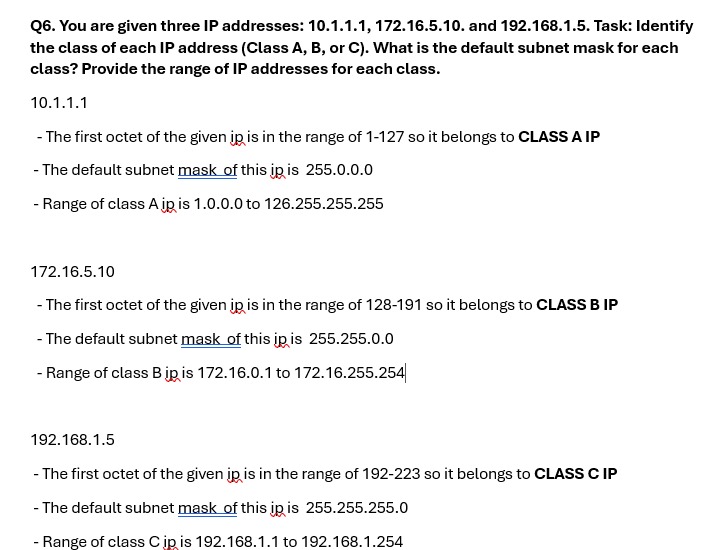 Q6. You are given three IP addresses: 10.1.1.1, 172.16.5.10. and 192.168.1.5. Task: Identify
the class of each IP address (Class A, B, or C). What is the default subnet mask for each
class? Provide the range of IP addresses for each class.
10.1.1.1
- The first octet of the given ip is in the range of 1-127 so it belongs to CLASS A IP
- The default subnet mask of this ip is 255.0.0.0
- Range of class A ip is 1.0.0.0 to 126.255.255.255
172.16.5.10
- The first octet of the given ip is in the range of 128-191 so it belongs to CLASS B IP
- The default subnet mask of this ip is 255.255.0.0
- Range of class B ip is 172.16.0.1 to 172.16.255.254
192.168.1.5
- The first octet of the given ip is in the range of 192-223 so it belongs to CLASS C IP
- The default subnet mask of this ip is 255.255.255.0
- Range of class C ip is 192.168.1.1 to 192.168.1.254